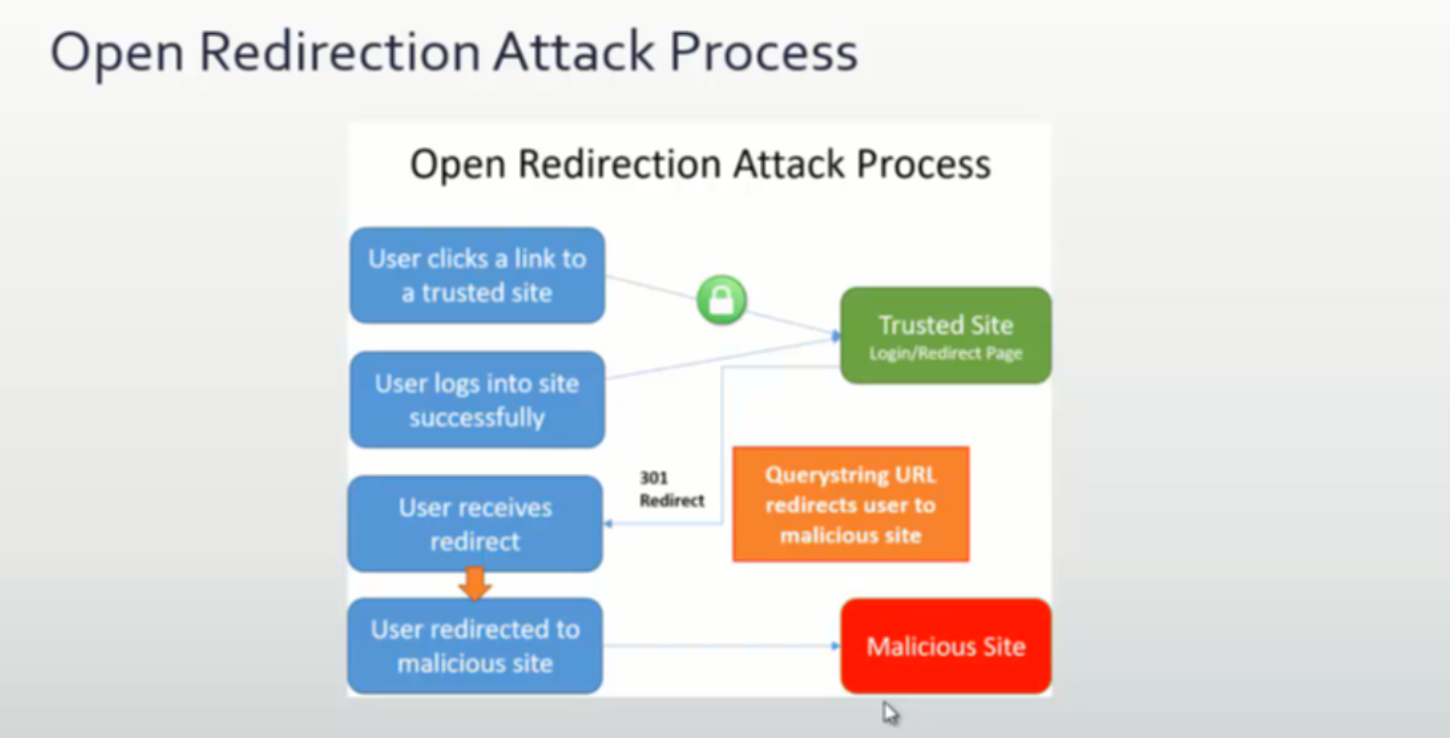 Open Redirection Attack Process
Open Redirection Attack Process
User clicks a link to
a trusted site
Trusted Site
Login/Redirect Page
User logs into site
successfully
301
Redirect
Querystring URL
redirects user to
malicious site
User receives
redirect
User redirected to
malicious site
Malicious Site